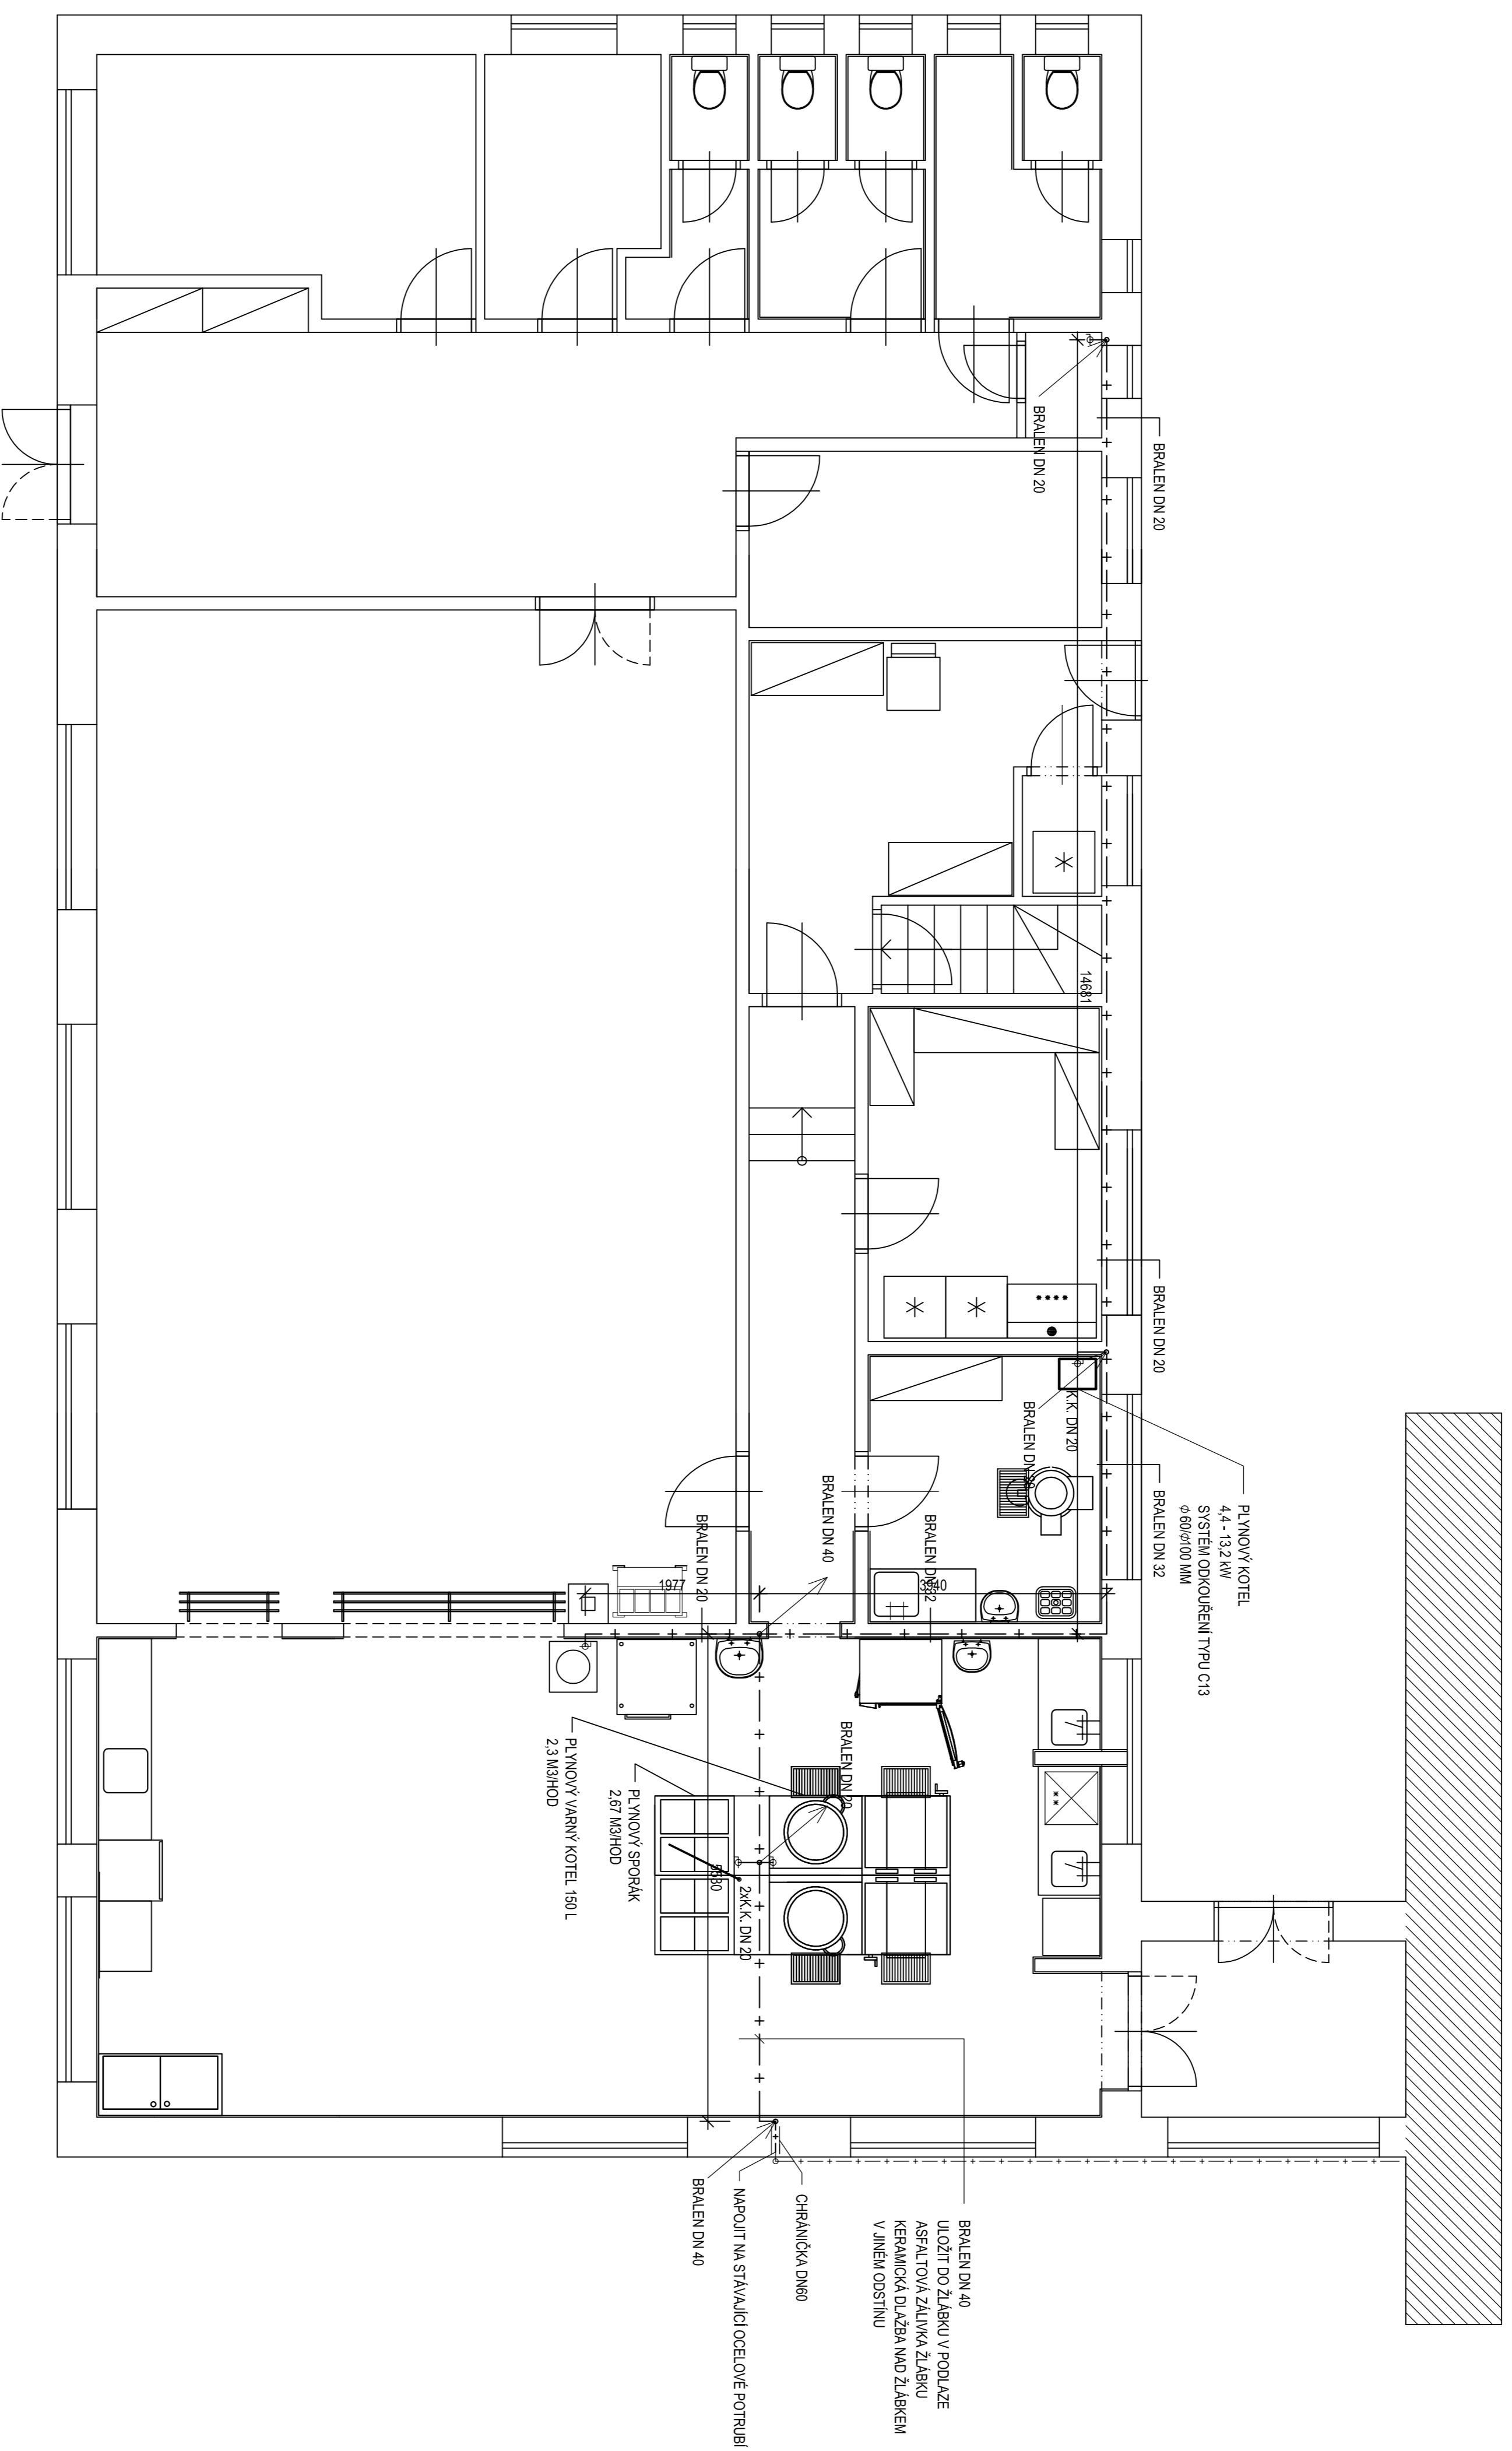 BRALEN DN 20
BRALEN DN 20
14681
BRALEN DN 20
PLYNOVÝ KOTEL
4,4 - 13,2 kW
SYSTÉM ODKOUŘENÍ TYPU C13
Φ 60/Φ100 MM
BRALEN DN 32
K.K. DN 20
BRALEN DN
BRALEN DN 40
BRALEN DN 32
BRALEN DN 20
3940
1977
BRALEN DN 20
PLYNOVÝ VARNÝ KOTEL 150 L
2,3 M3/HOD
PLYNOVÝ SPORÁK
2,67 M3/HOD
2xK.K. DN 20
BRALEN DN 40
ULOŽIT DO ŽLÁBKU V PODLAZE
ASFALTOVÁ ZÁLIVKA ŽLÁBKU
KERAMICKÁ DLAŽBA NAD ŽLÁBKEM
V JINÉM ODSTÍNU
CHRÁNIČKA DN60
NAPOJIT NA STÁVAJÍCÍ OCELOVÉ POTRUBÍ
BRALEN DN 40